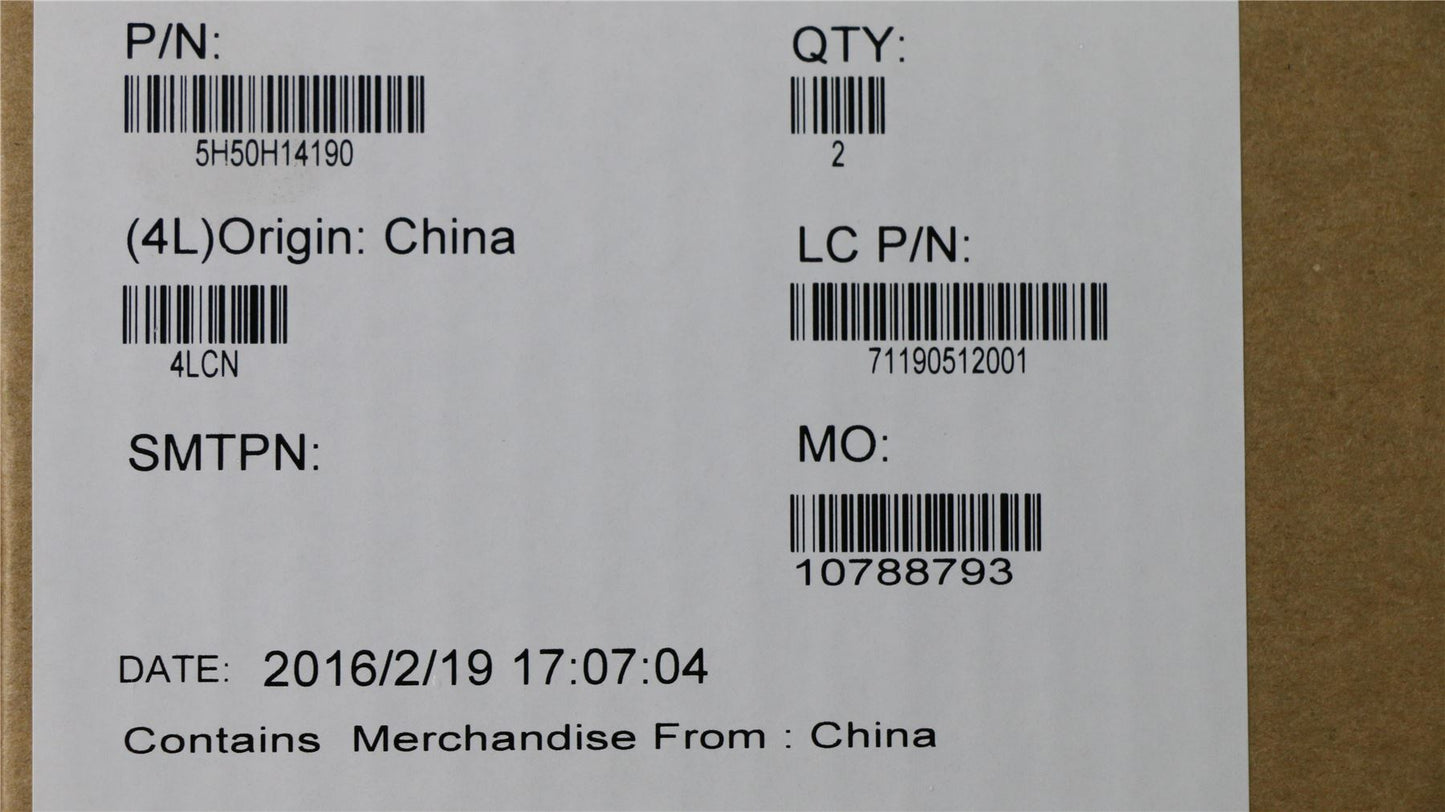 P/N:
5H50H14190
QTY:
2
(4L)Origin: China
4LCN
LC P/N:
71190512001
SMTPN:
MO:
10788793
DATE: 2016/2/19 17:07:04
Contains Merchandise From : China